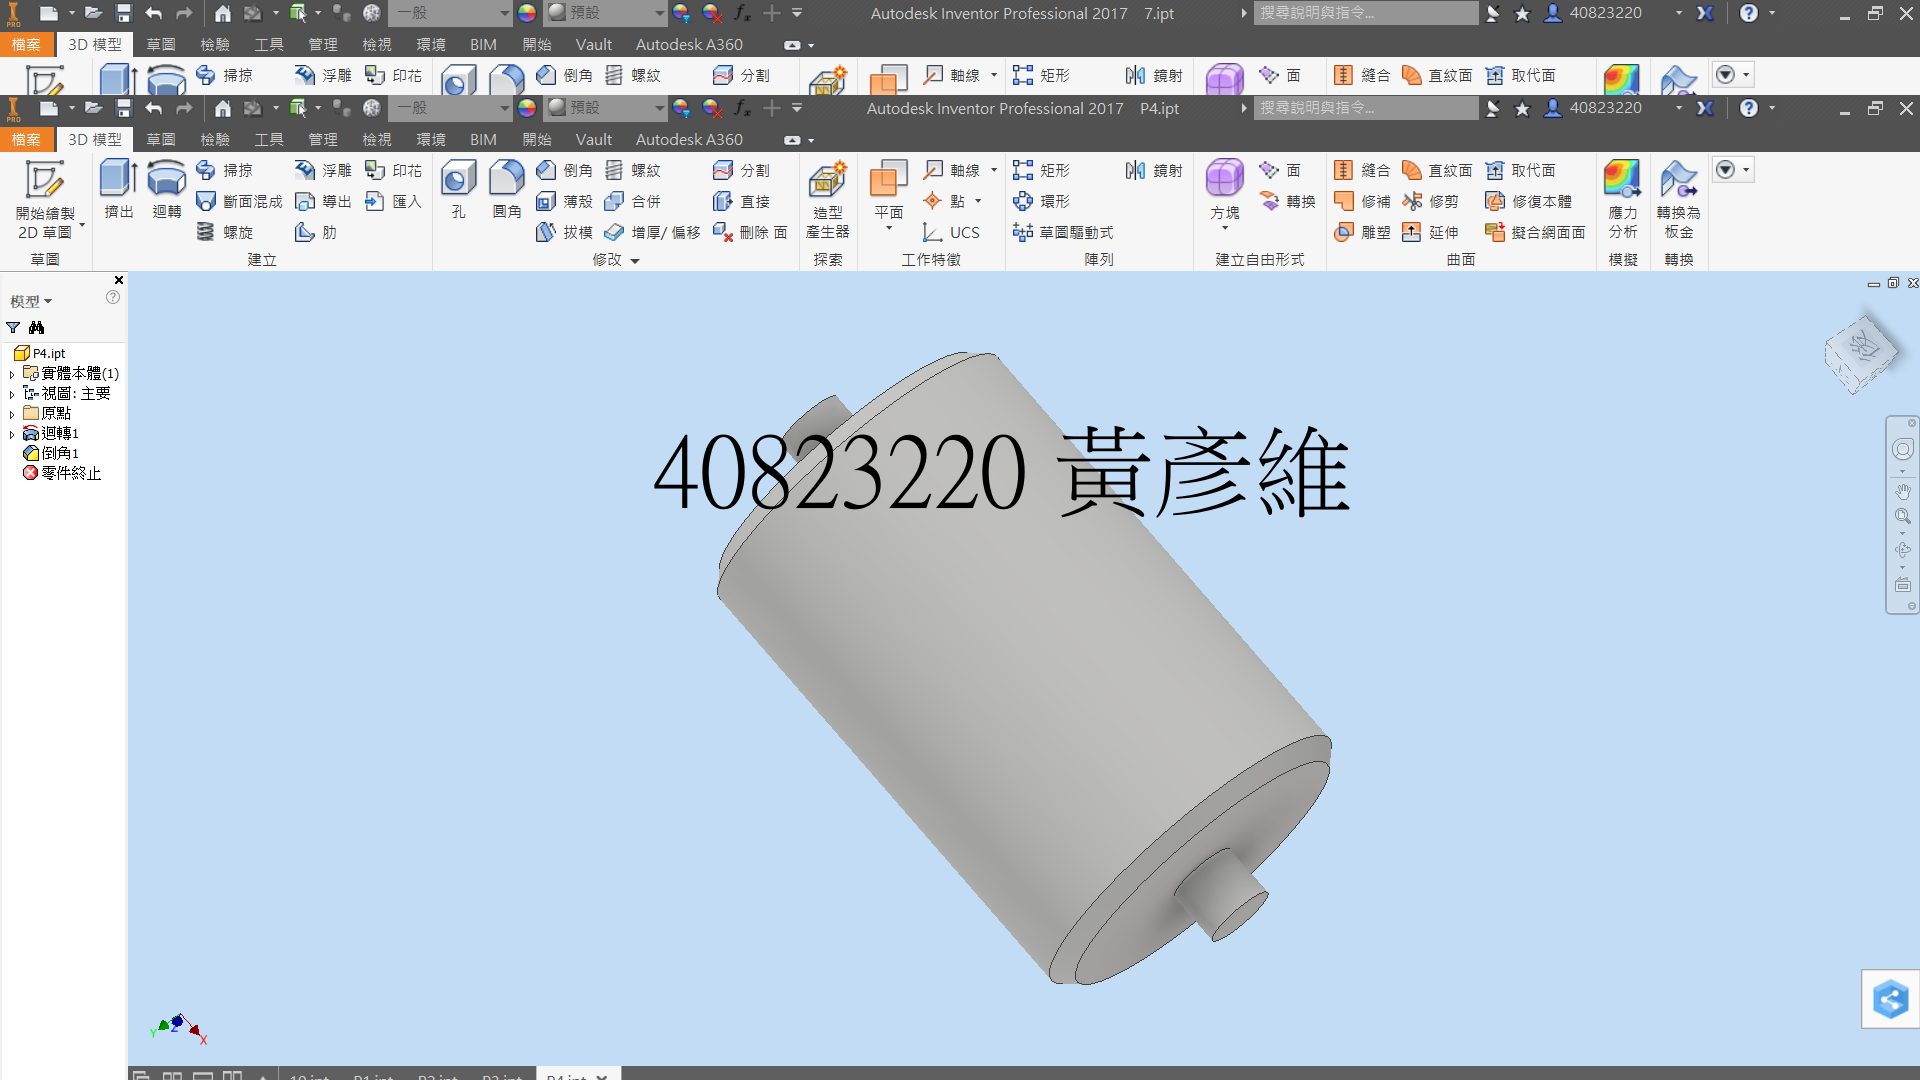 PRO 一般 預設 fx Autodesk Inventor Professional 2017 7.ipt 搜尋說明與指令... 40823220
檔案 3D 模型 草圖 檢驗 工具 管理 檢視 環境 BIM 開始 Vault Autodesk A360
掃掠 浮雕 印花 倒角 螺紋 分割 軸線 矩形 鏡射 面 縫合 直紋面 取代面
PRO 一般 預設 fx Autodesk Inventor Professional 2017 P4.ipt 搜尋說明與指令... 40823220
檔案 3D 模型 草圖 檢驗 工具 管理 檢視 環境 BIM 開始 Vault Autodesk A360
掃掠 浮雕 印花 倒角 螺紋 分割 軸線 矩形 鏡射 面 縫合 直紋面 取代面
斷面混成 導出 匯入 薄殼 合併 直接 點 環形 轉換 修補 修剪 修復本體
開始繪製 擠出 迴轉 孔 圓角 造型 平面 方塊 應力 轉換為
2D 草圖 螺旋 肋 拔模 增厚/ 偏移 刪除 面 產生器 UCS 草圖驅動式 雕塑 延伸 擬合網面面 分析 板金
草圖 建立 修改 探索 工作特徵 陣列 建立自由形式 曲面 模擬 轉換
模型
P4.ipt
實體本體(1)
視圖: 主要
原點
迴轉1
倒角1
零件終止
40823220 黃彥維
Y Z X
10.ipt P1.ipt P2.ipt P3.ipt P4.ipt